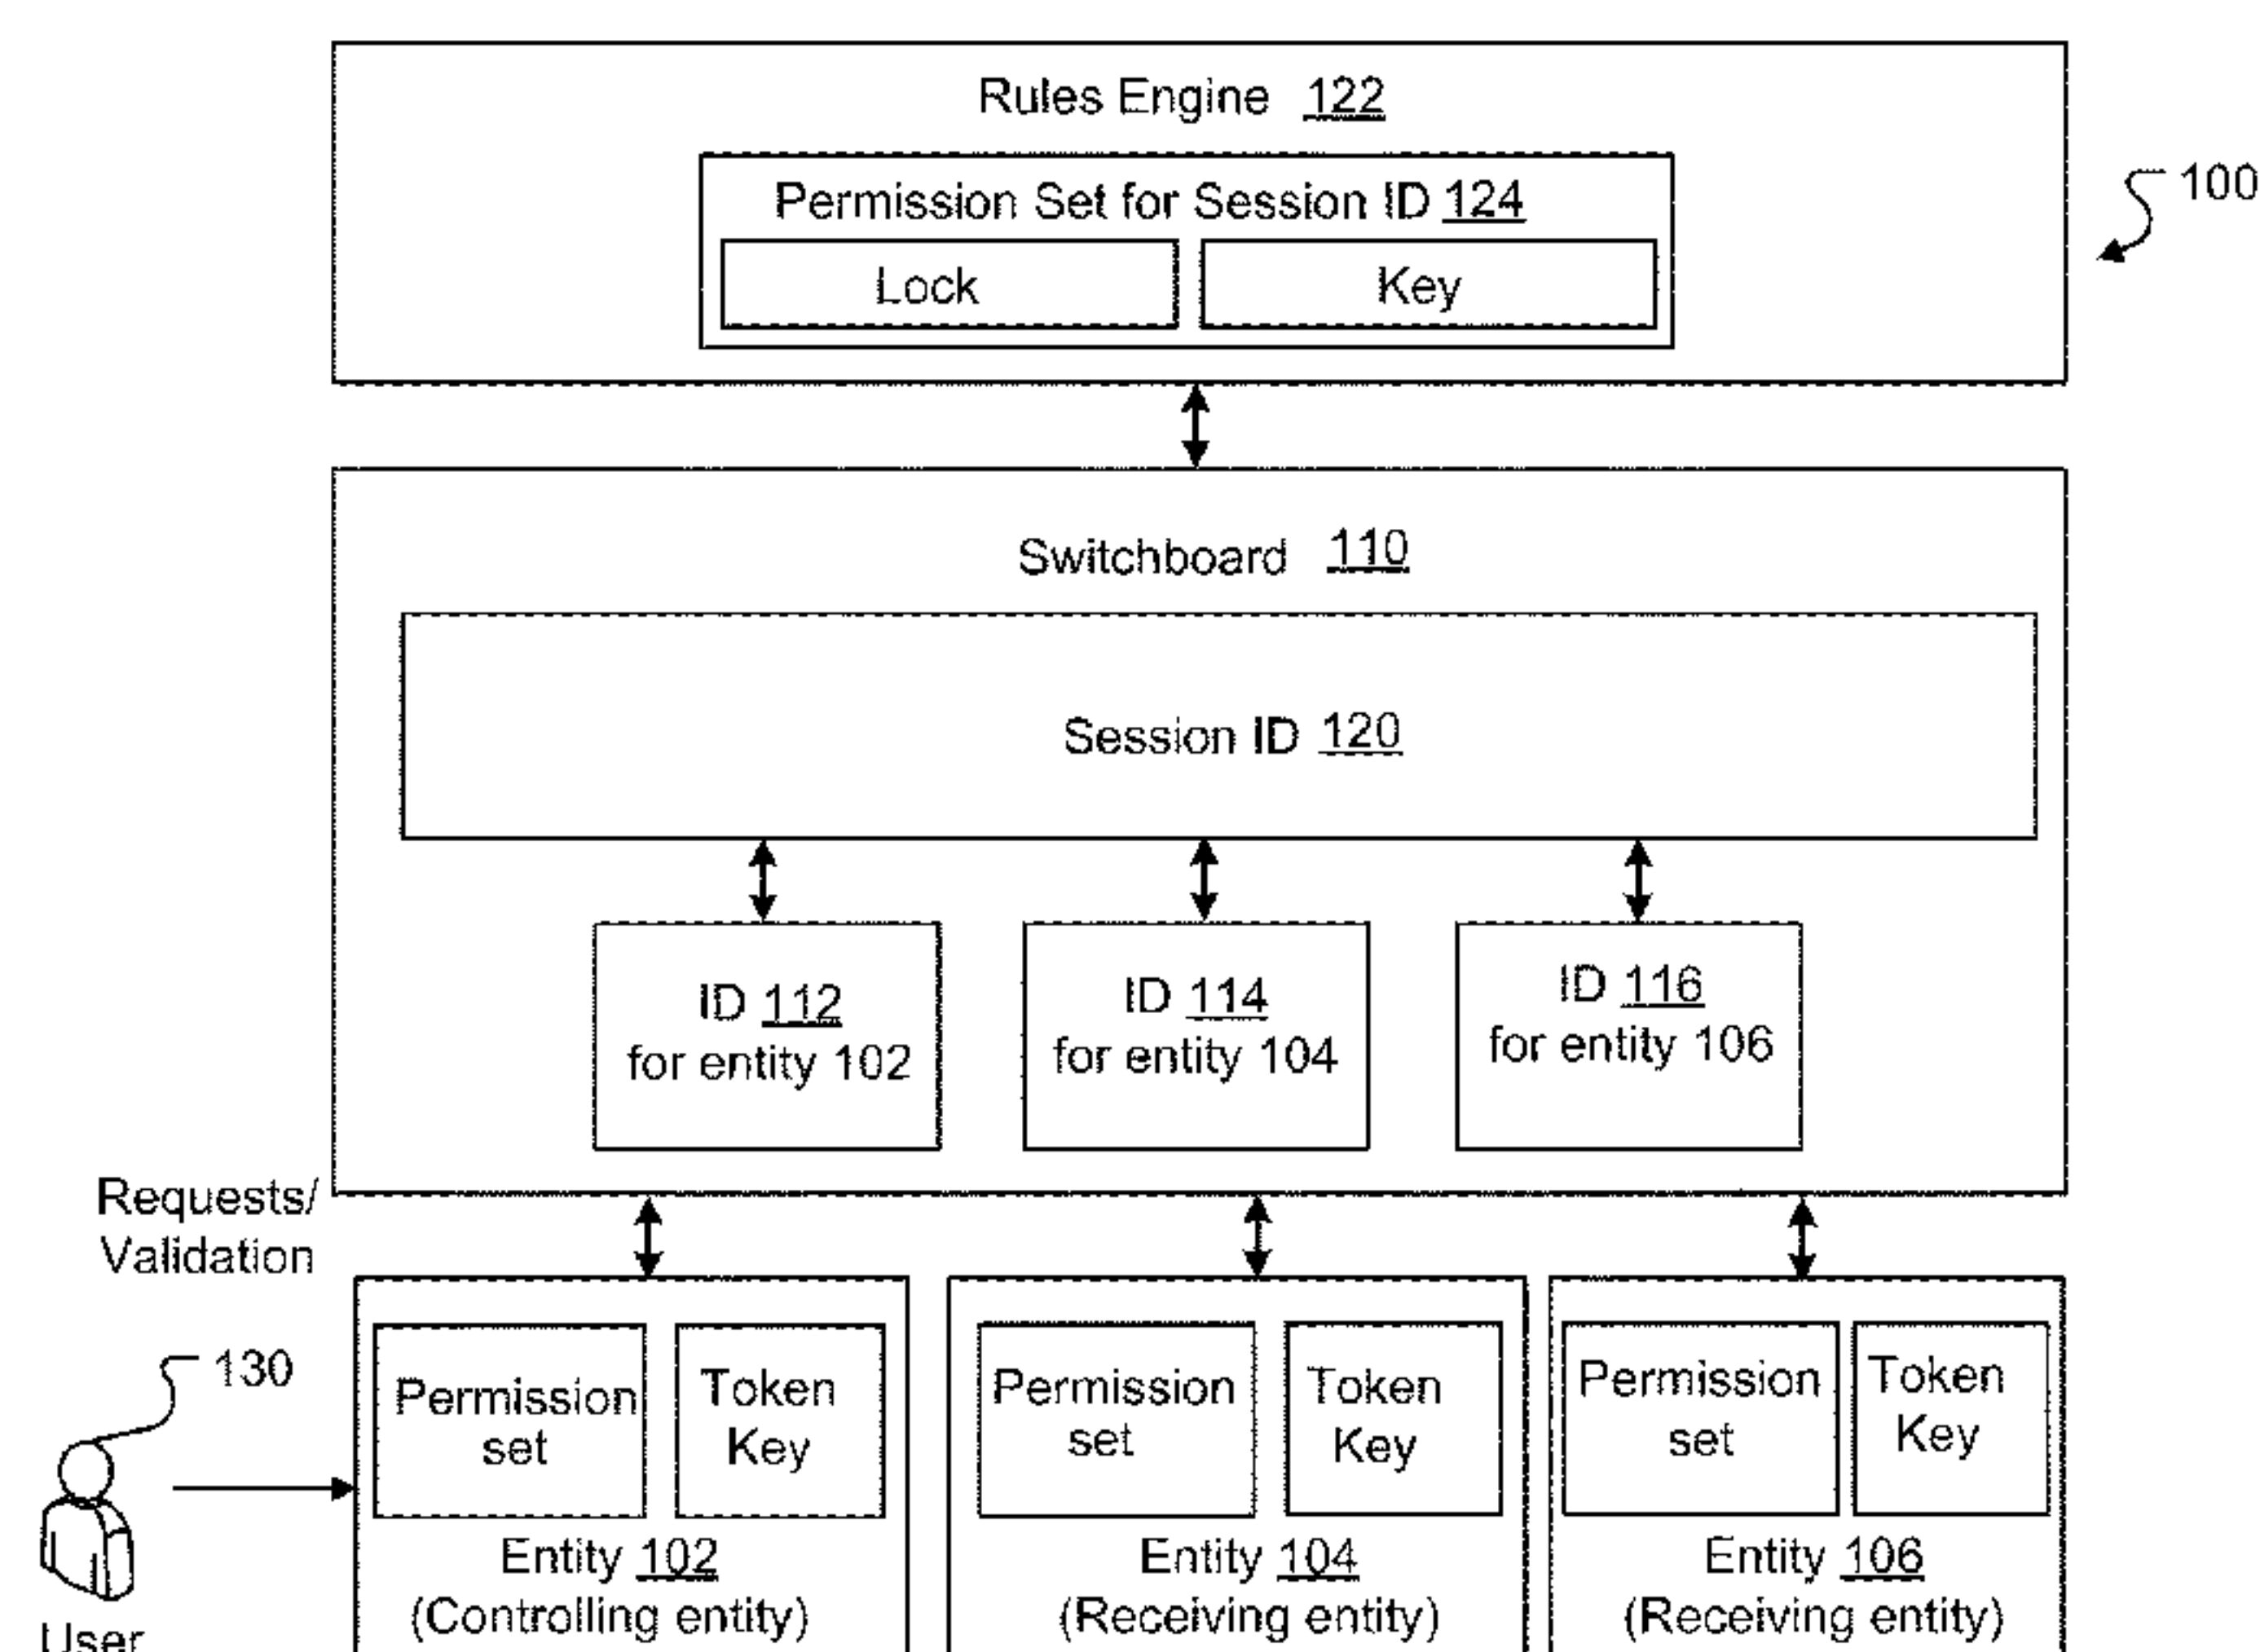 Rules Engine 122
Permission Set for Session ID 124
Lock
Key
100
Switchboard 110
Session ID 120
ID 112
for entity 102
ID 114
for entity 104
ID 116
for entity 106
Requests/
Validation
130
Permission
set
Token
Key
Permission
set
Token
Key
Permission
set
Token
Key
Entity 102
(Controlling entity)
Entity 104
(Receiving entity)
Entity 106
(Receiving entity)
User